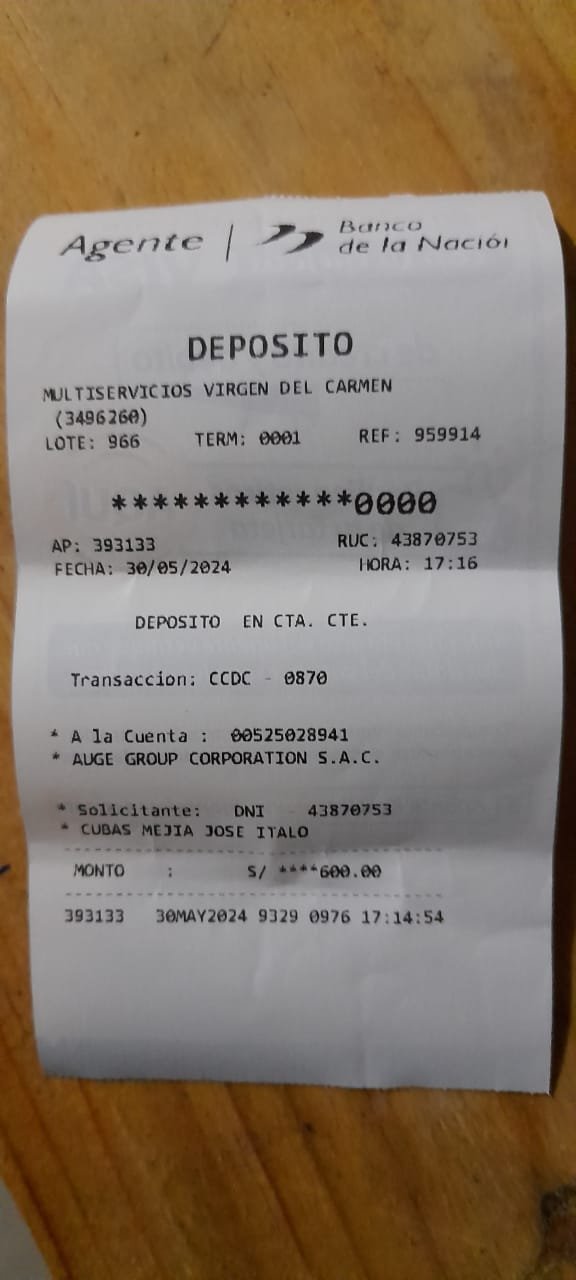 Agente | Banco
de la Nación
DEPOSITO
MULTISERVICIOS VIRGEN DEL CARMEN
(3496260)
LOTE: 966 TERM: 0001 REF: 959914
************0000
AP: 393133 RUC: 43870753
FECHA: 30/05/2024 HORA: 17:16
DEPOSITO EN CTA. CTE.
Transaccion: CCDC - 0870
* A la Cuenta : 00525028941
* AUGE GROUP CORPORATION S.A.C.
* Solicitante: DNI - 43870753
* CUBAS MEJIA JOSE ITALO
MONTO : S/ ****600.00
393133 30MAY2024 9329 0976 17:14:54